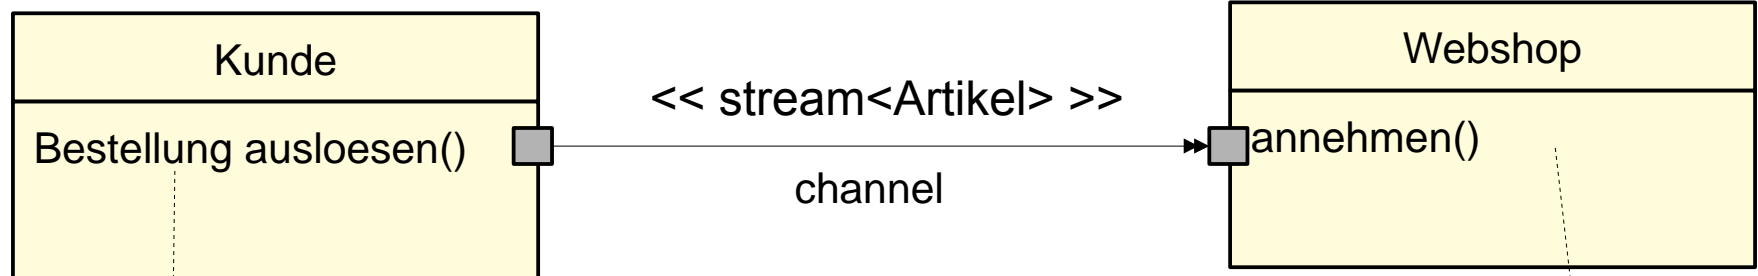 Kunde
Webshop
<< stream<Artikel> >>
Bestellung ausloesen()
annehmen()
channel